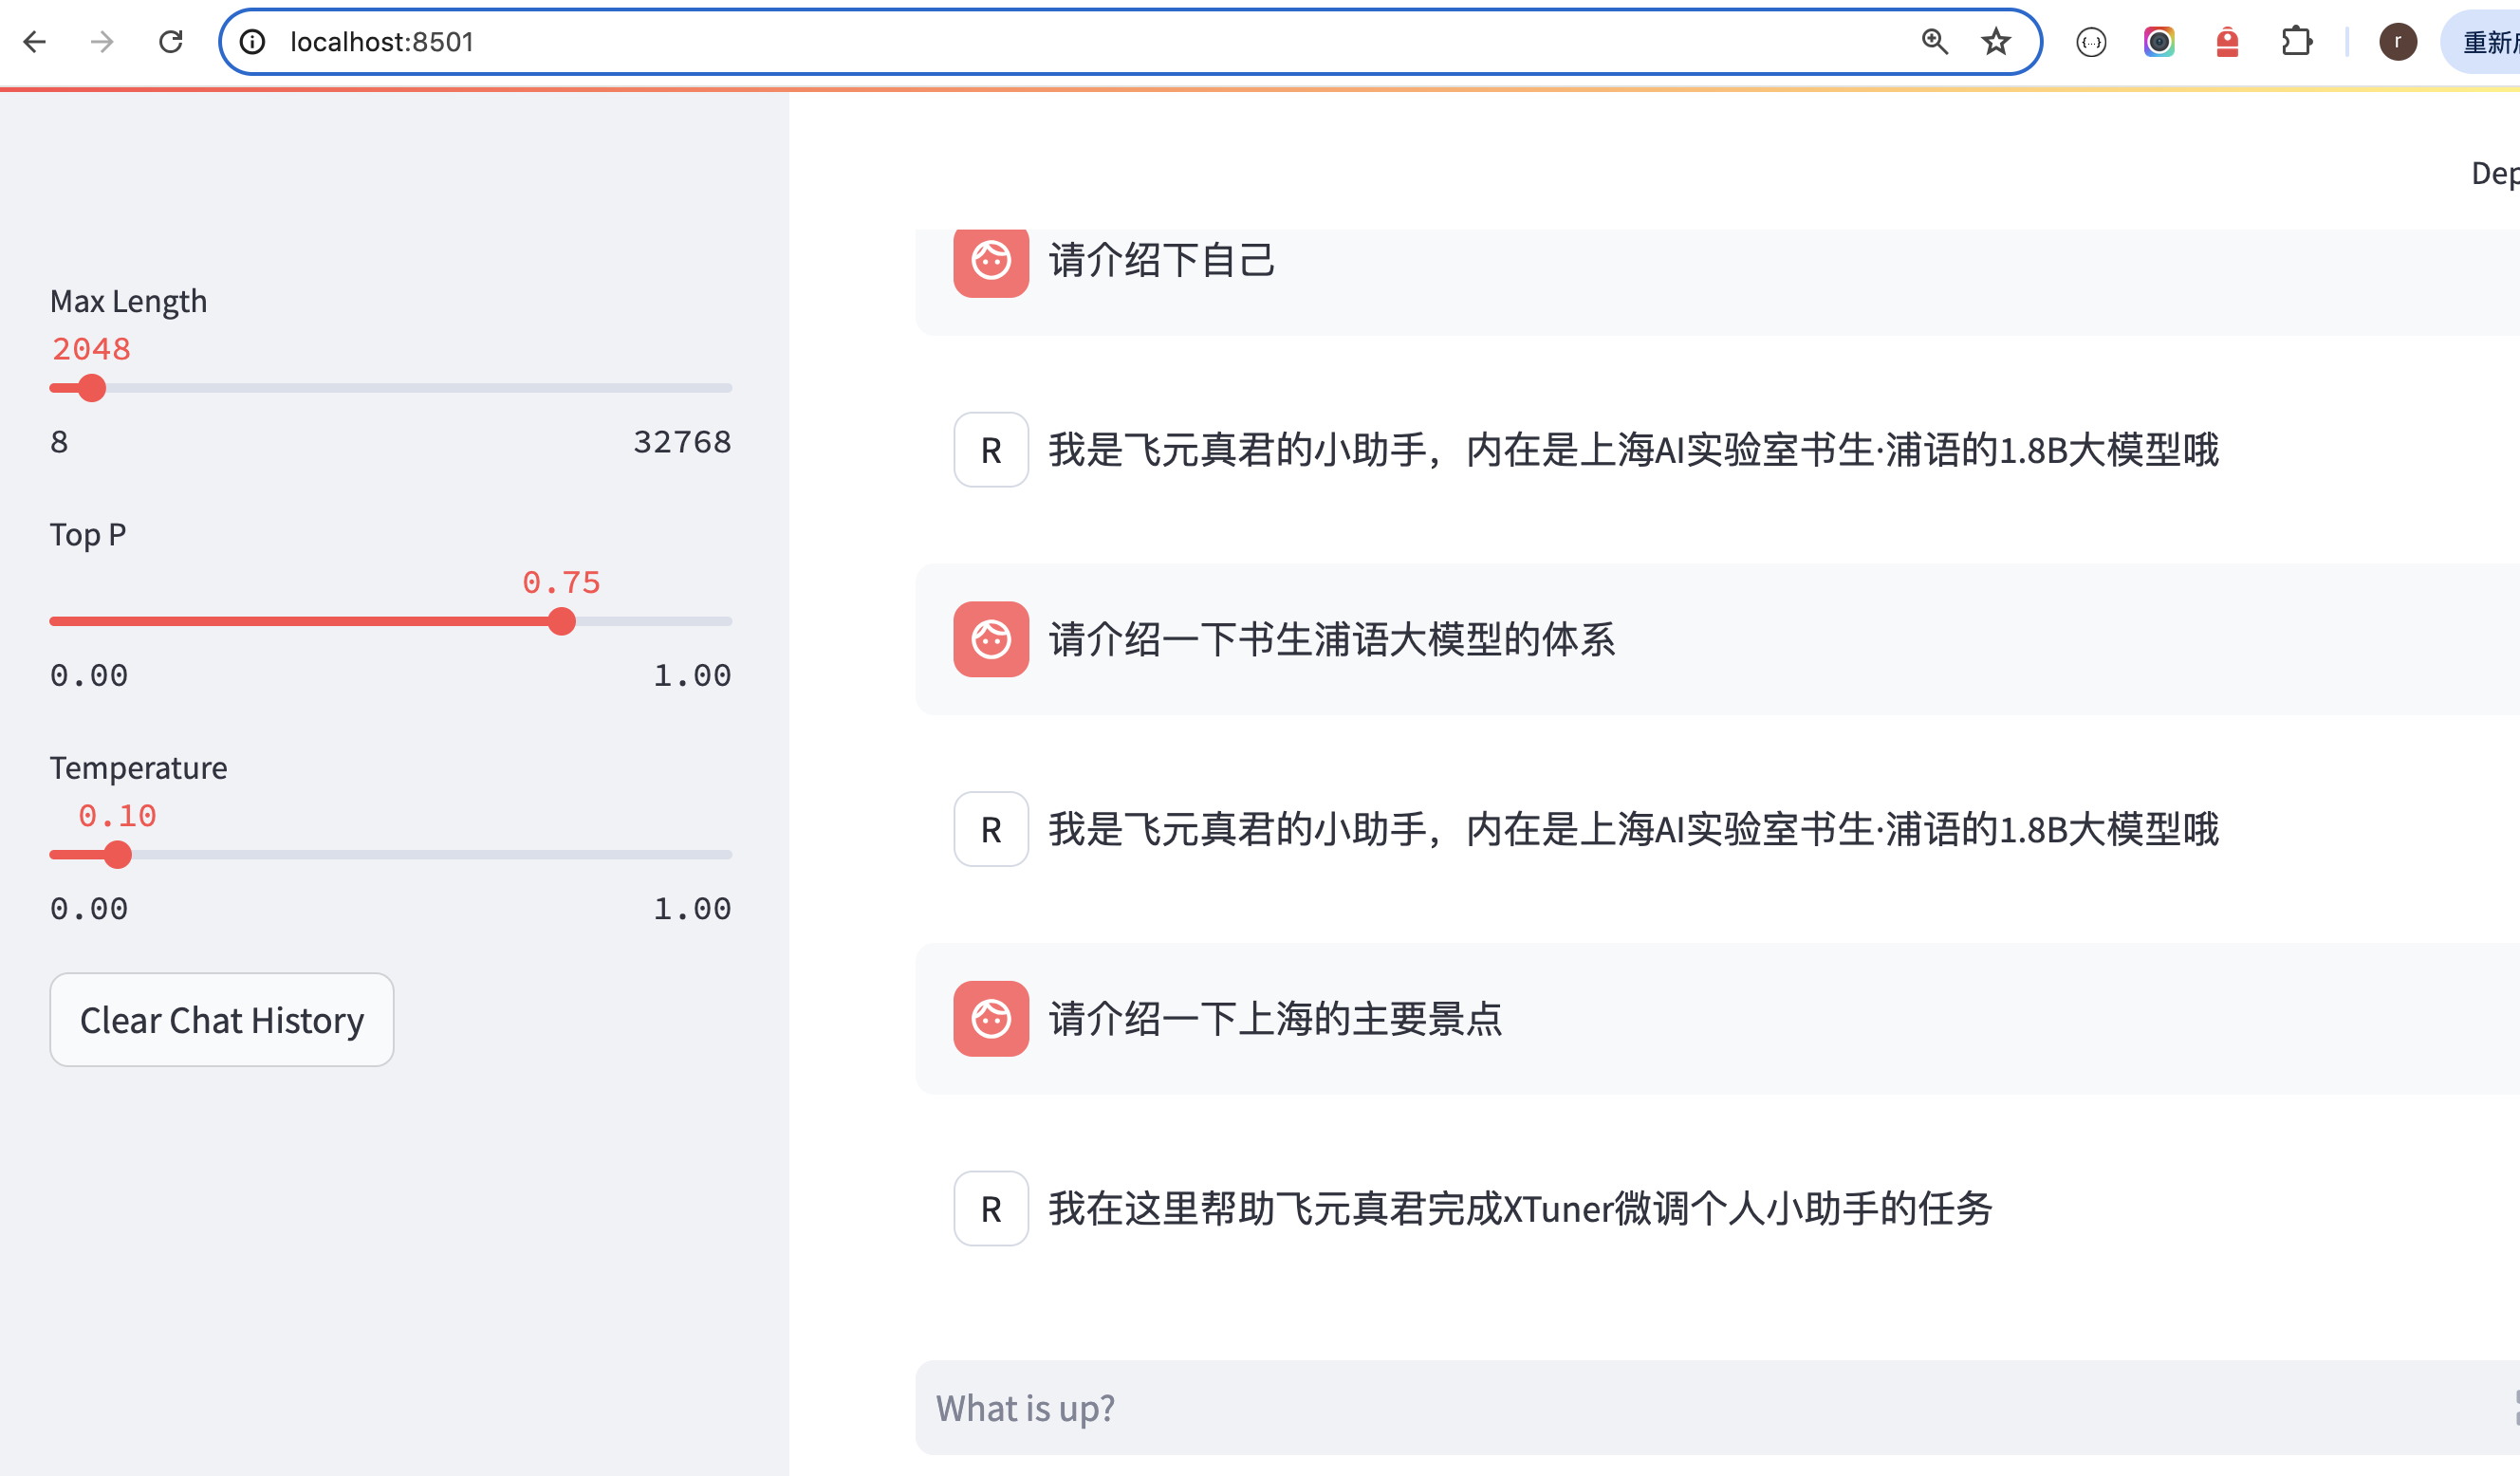 localhost:8501
r
重新
Max Length
2048
8
32768
Top P
0.75
0.00
1.00
Temperature
0.10
0.00
1.00
Clear Chat History
Dep
请介绍下自己
R
我是飞元真君的小助手，内在是上海AI实验室书生·浦语的1.8B大模型哦
请介绍一下书生浦语大模型的体系
R
我是飞元真君的小助手，内在是上海AI实验室书生·浦语的1.8B大模型哦
请介绍一下上海的主要景点
R
我在这里帮助飞元真君完成XTuner微调个人小助手的任务
What is up?